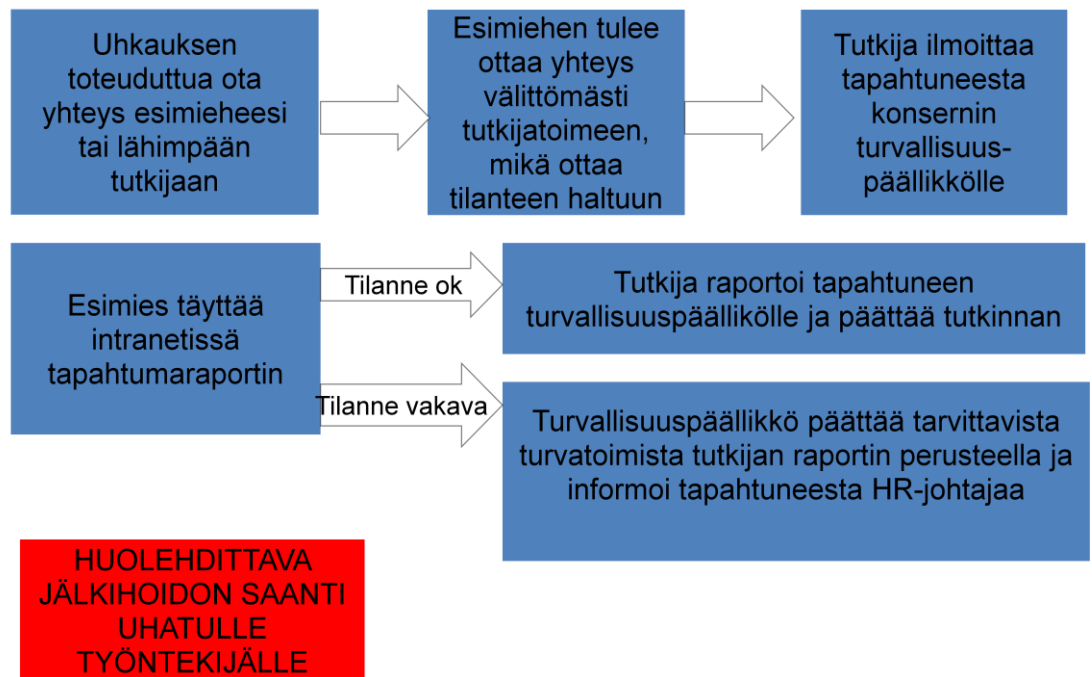 Uhkauksen
toteuduttua ota
yhteys esimieheesi
tai lähimpään
tutkijaan
Esimiehen tulee
ottaa yhteys
välittömästi
tutkijatoimeen,
mikä ottaa
tilanteen haltuun
Tutkija ilmoittaa
tapahtuneesta
konsernin
turvallisuus-
päällikkölle
Esimies täyttää
intranetissä
tapahtumaraportin
Tilanne ok
Tutkija raportoi tapahtuneen
turvallisuuspäällikölle ja päättää tutkinnan
Tilanne vakava
Turvallisuuspäällikkö päättää tarvittavista
turvatoimista tutkijan raportin perusteella ja
informoi tapahtuneesta HR-johtajaa
HUOLEHDITTAVA
JÄLKIHOIDON SAANTI
UHATULLE
TYÖNTEKIJÄLLE